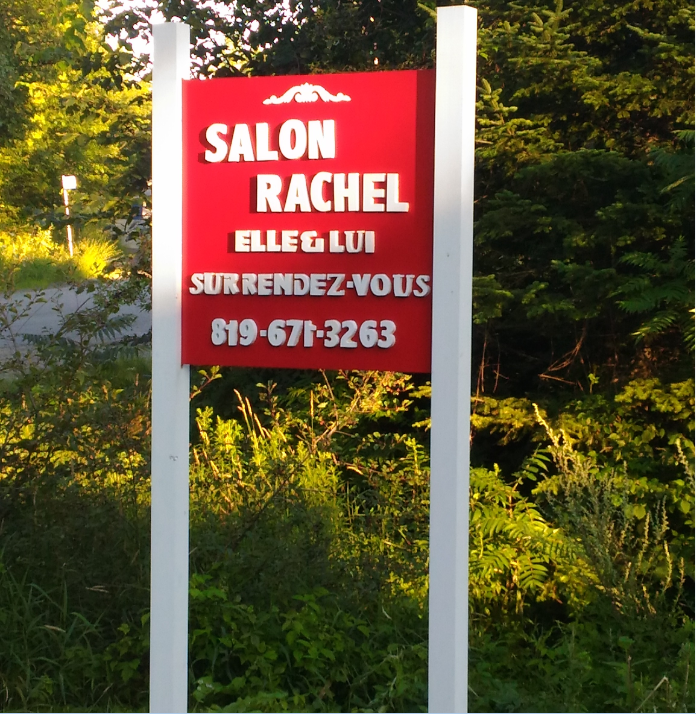 SALON
RACHEL
ELLE & LUI
SUR RENDEZ-VOUS
819-671-3263